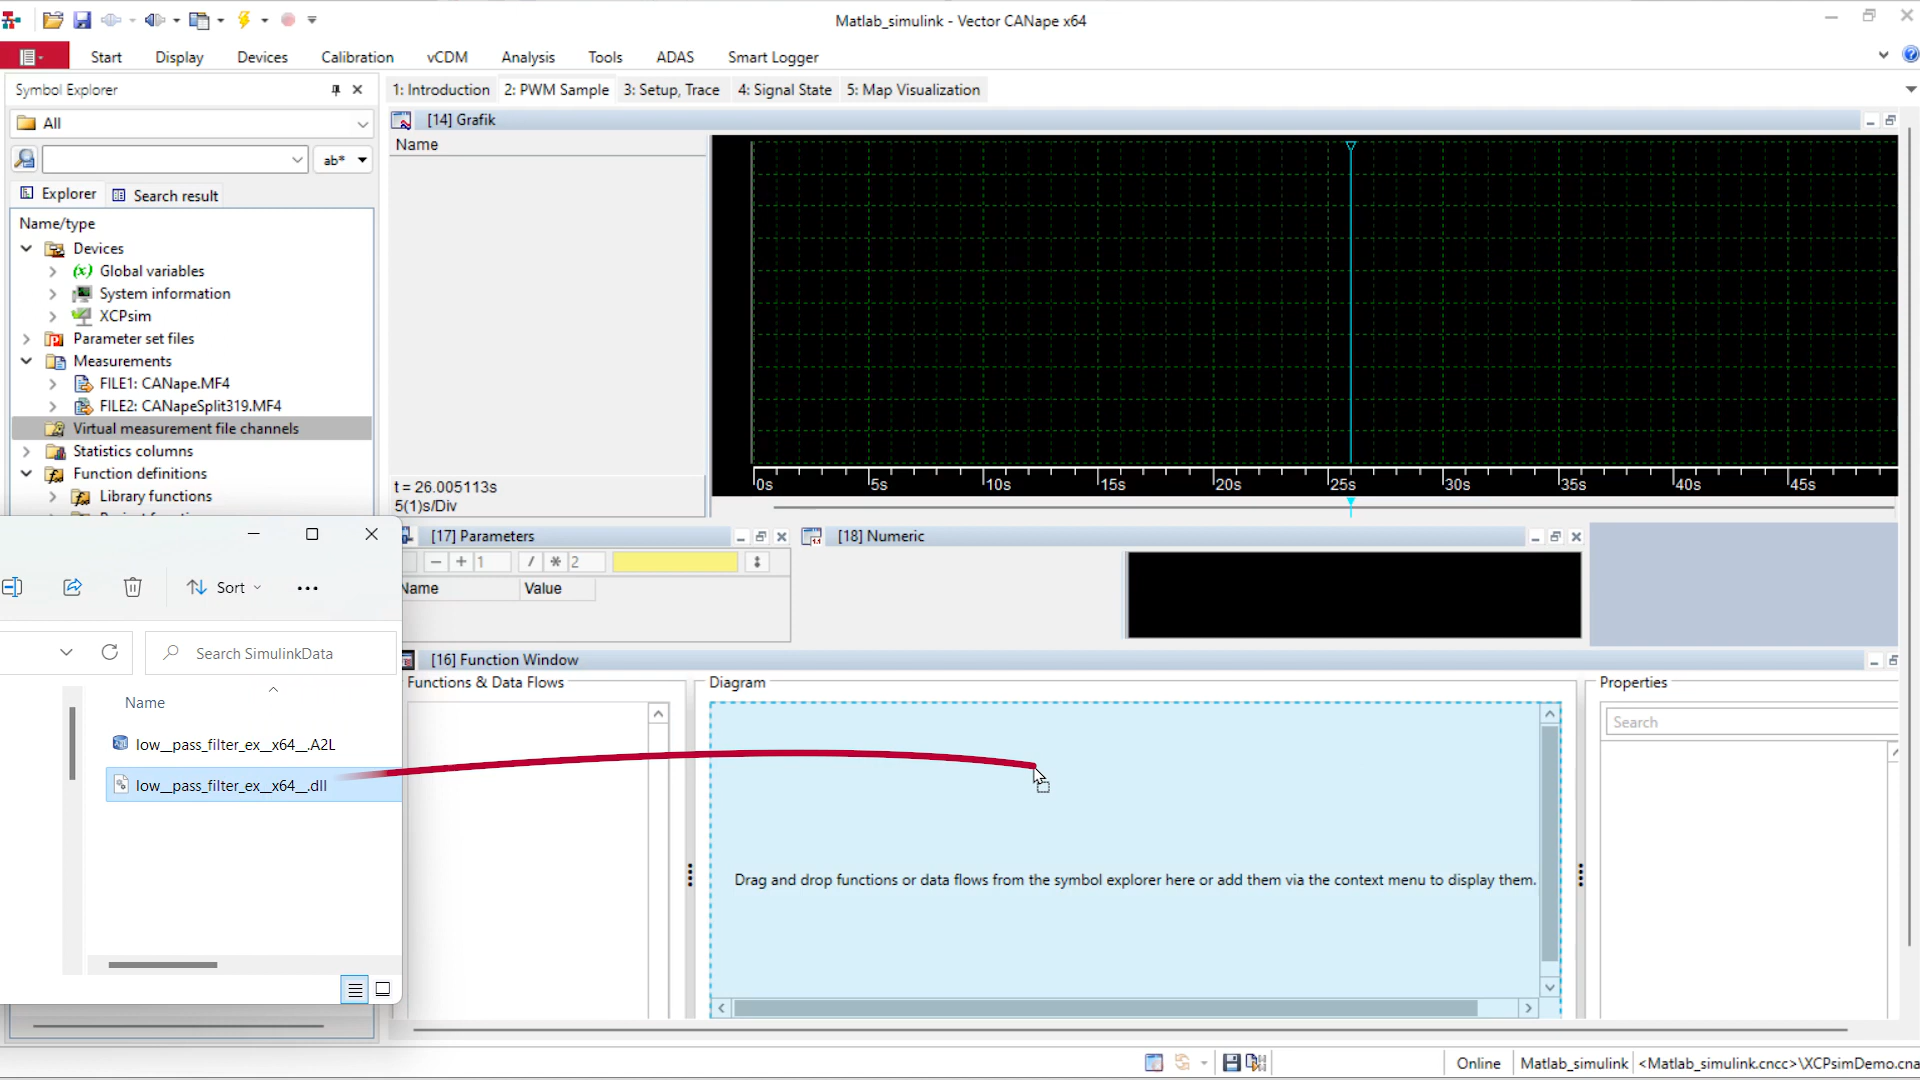 Matlab_simulink - Vector CANape x64
Start Display Devices Calibration vCDM Analysis Tools ADAS Smart Logger
Symbol Explorer
1: Introduction 2: PWM Sample 3: Setup, Trace 4: Signal State 5: Map Visualization
All
[14] Grafik
Name
ab*
Explorer Search result
Name/type
Devices
Global variables
System information
XCPsim
Parameter set files
Measurements
FILE1: CANape.MF4
FILE2: CANapeSplit319.MF4
Virtual measurement file channels
Statistics columns
Function definitions
Library functions
t = 26.005113s
5(1)s/Div
0s 5s 10s 15s 20s 25s 30s 35s 40s 45s
[17] Parameters
[18] Numeric
− + 1 / * 2
Name Value
Sort
Search SimulinkData
Name
low__pass_filter_ex__x64__.A2L
low__pass_filter_ex__x64__.dll
[16] Function Window
Functions & Data Flows
Diagram
Properties
Search
Drag and drop functions or data flows from the symbol explorer here or add them via the context menu to display them.
Online Matlab_simulink <Matlab_simulink.cncc>\XCPsimDemo.cna